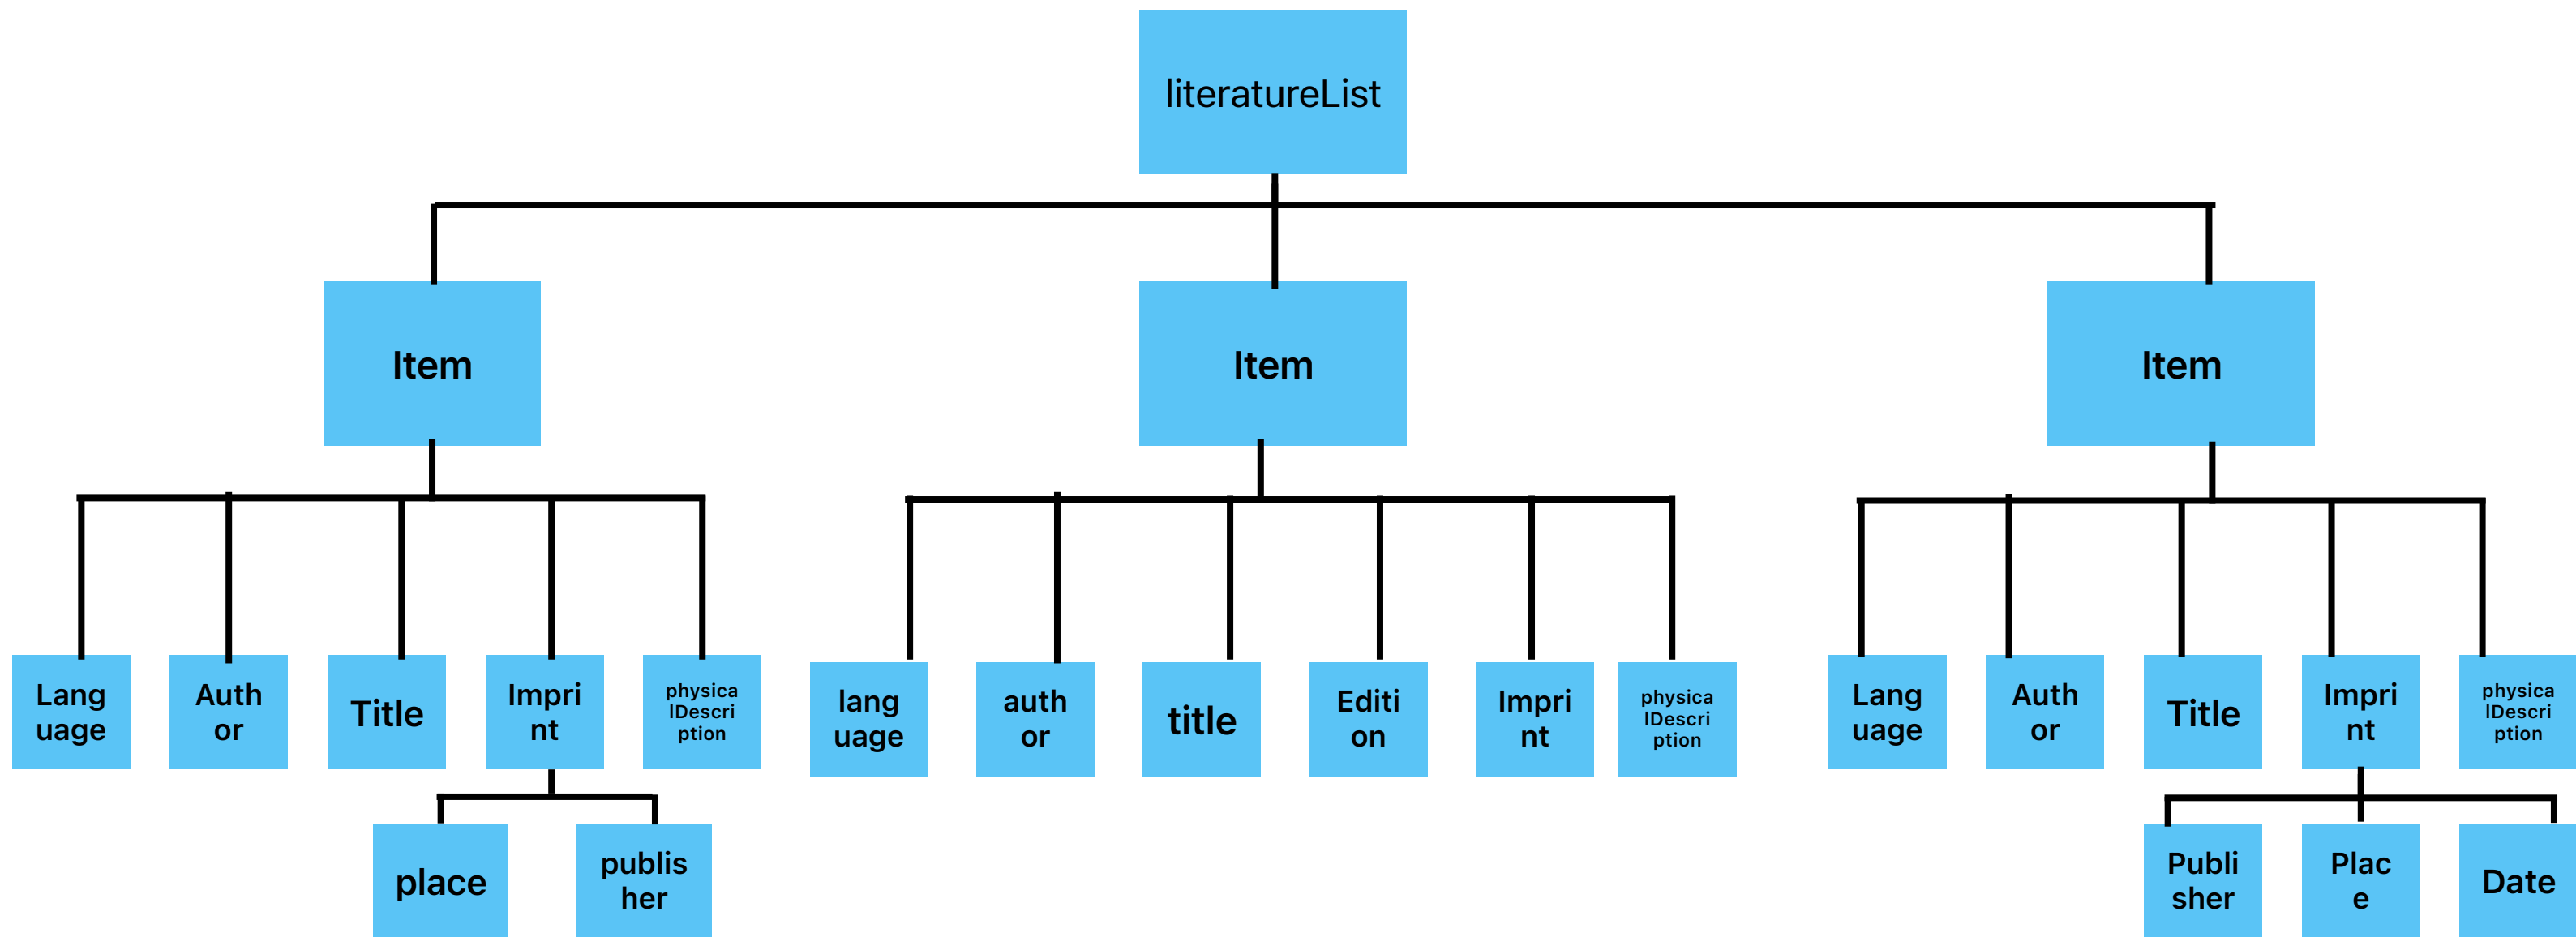 literatureList
Item
Item
Item
Lang
uage
Auth
or
Title
Impri
nt
physica
lDescri
ption
lang
uage
auth
or
title
Editi
on
Impri
nt
physica
lDescri
ption
Lang
uage
Auth
or
Title
Impri
nt
physica
lDescri
ption
place
publis
her
Publi
sher
Plac
e
Date